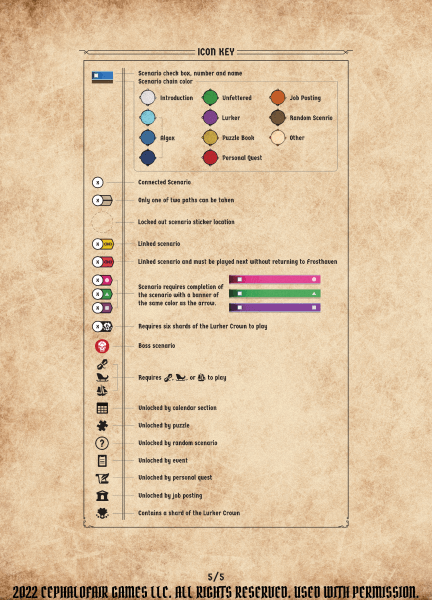 ICON KEY
Scenario check box, number and name
Scenario chain color
Introduction
Unfettered
Job Posting
Lurker
Random Scenario
Algox
Puzzle Book
Other
Personal Quest
Connected Scenario
Only one of two paths can be taken
Locked out scenario sticker location
Linked scenario
Linked scenario and must be played next without returning to Frosthaven
Scenario requires completion of
the scenario with a banner of
the same color as the arrow.
Requires six shards of the Lurker Crown to play
Boss scenario
Requires , , or to play
Unlocked by calendar section
Unlocked by puzzle
? Unlocked by random scenario
Unlocked by event
Unlocked by personal quest
Unlocked by job posting
Contains a shard of the Lurker Crown
5/5
2022 CEPHALOFAIR GAMES LLC. ALL RIGHTS RESERVED. USED WITH PERMISSION.